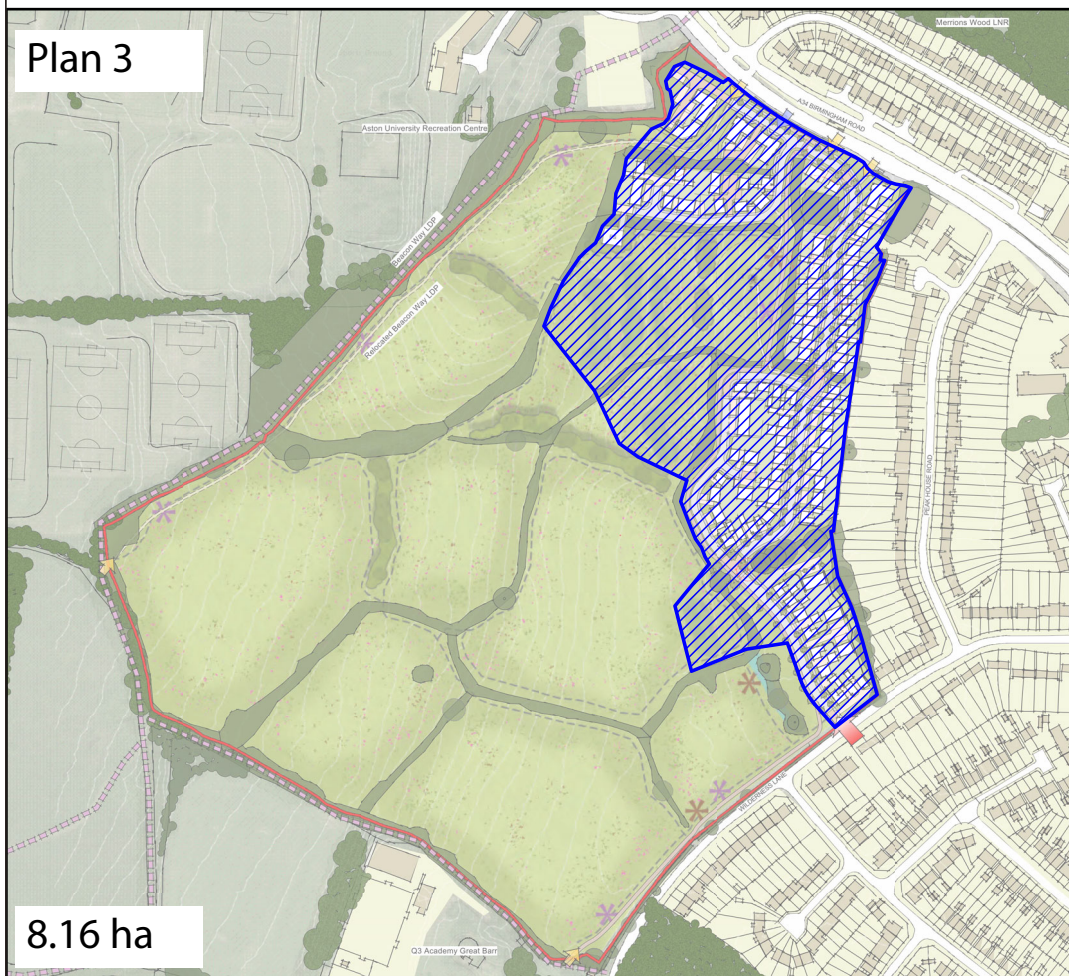 Plan 3
Merrions Wood LNR
A34 BIRMINGHAM ROAD
Aston University Recreation Centre
Beacon Way LDP
Relocated Beacon Way LDP
PEAK HOUSE ROAD
WILDERNESS LANE
Q3 Academy Great Barr
8.16 ha